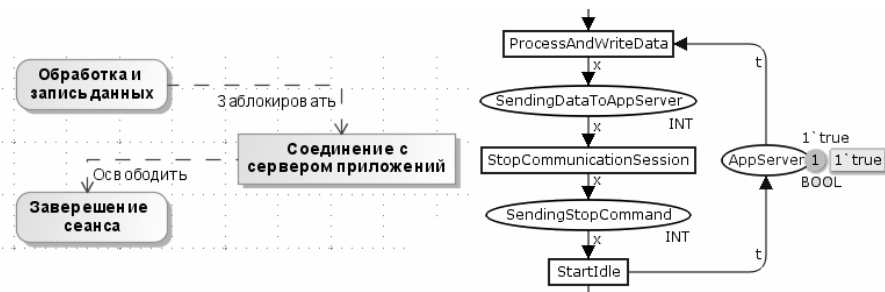 Обработка и
запись данных
Заблокировать
Соединение с
сервером приложений
Освободить
Заверешение
сеанса
ProcessAndWriteData
x
t
SendingDataToAppServer
INT
x
1`true
StopCommunicationSession
AppServer
1
1`true
BOOL
x
SendingStopCommand
INT
x
t
StartIdle